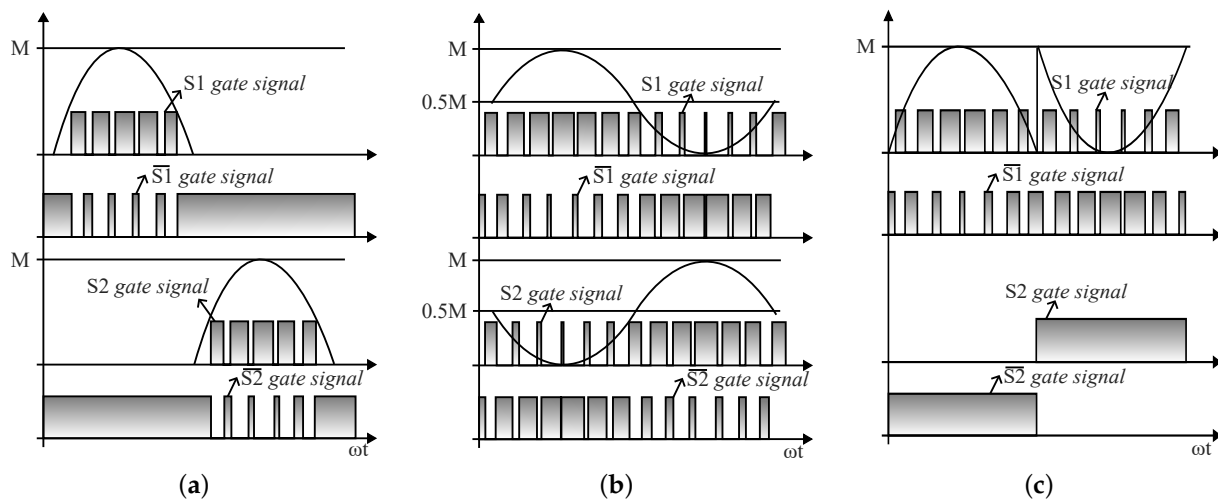 M
S1 gate signal
S̅1̅ gate signal
M
S2 gate signal
S̅2̅ gate signal
ωt
(a)
M
S1 gate signal
0.5M
S̅1̅ gate signal
M
S2 gate signal
0.5M
S̅2̅ gate signal
ωt
(b)
M
S1 gate signal
S̅1̅ gate signal
S2 gate signal
S̅2̅ gate signal
ωt
(c)